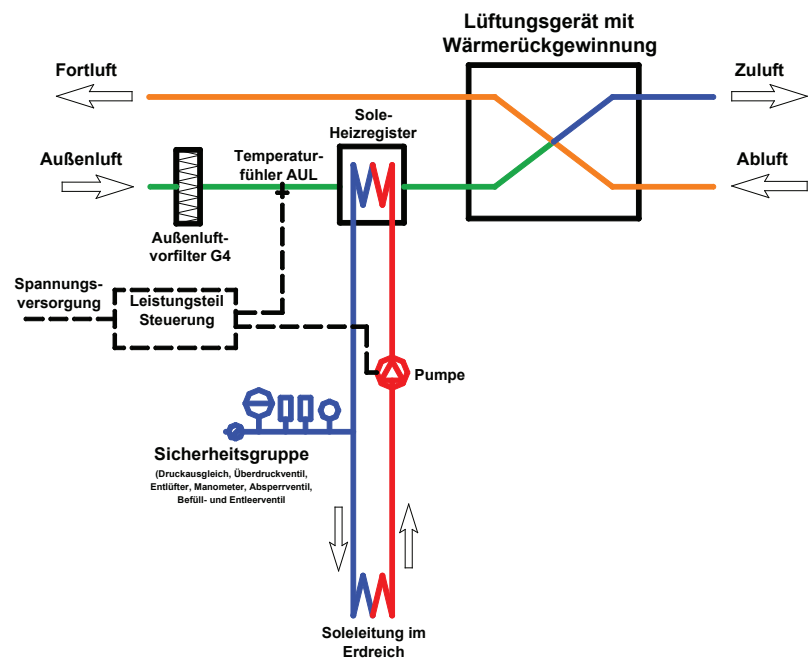 Lüftungsgerät mit
Wärmerückgewinnung
Fortluft
Zuluft
Sole-
Heizregister
Außenluft
Temperatur-
fühler AUL
Abluft
Außenluft-
vorfilter G4
Spannungs-
versorgung
Leistungsteil
Steuerung
Pumpe
Sicherheitsgruppe
(Druckausgleich, Überdruckventil,
Entlüfter, Manometer, Absperrventil,
Befüll- und Entleerventil
Soleleitung im
Erdreich